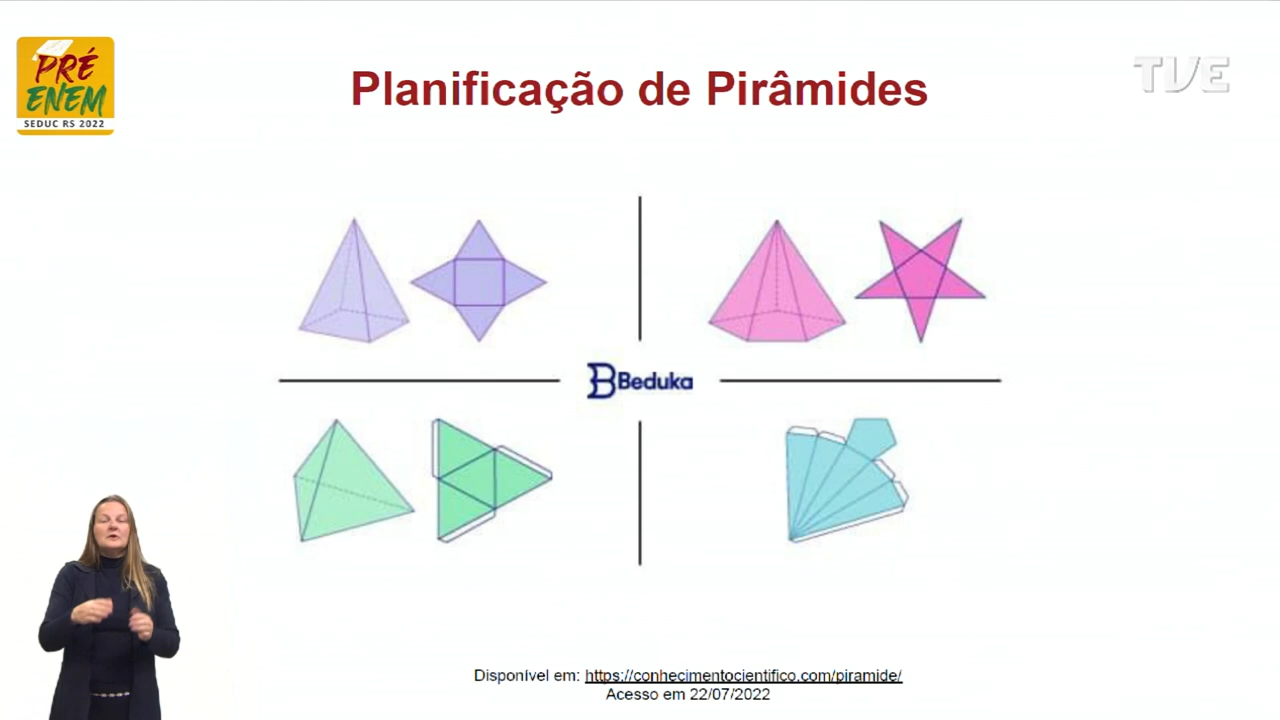 PRÉ
ENEM
SEDUC RS 2022
Planificação de Pirâmides
TVE
Beduka
Disponível em: https://conhecimentocientifico.com/piramide/
Acesso em 22/07/2022